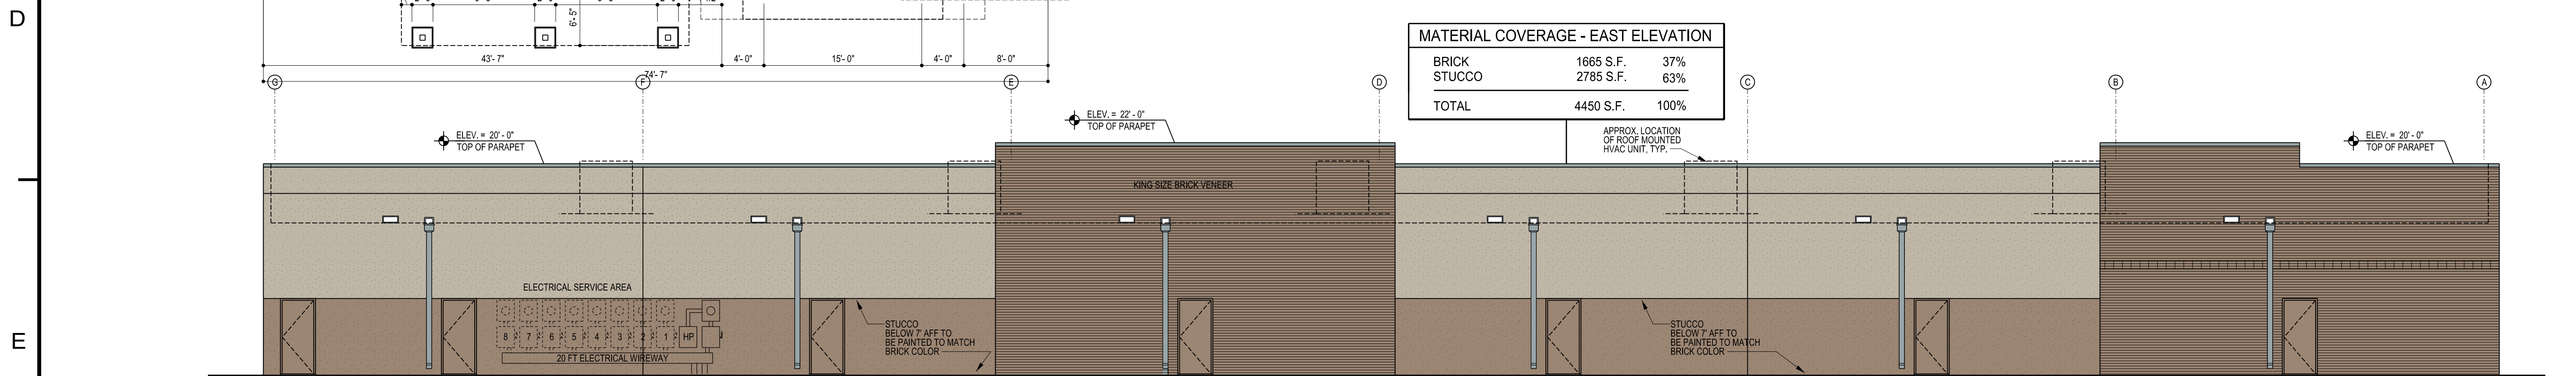 D
6'- 5"
43'- 7"
4'- 0"
15'- 0"
4'- 0"
8'- 0"
74'- 7"
G
F
E
D
C
B
A
MATERIAL COVERAGE - EAST ELEVATION
BRICK 1665 S.F. 37%
STUCCO 2785 S.F. 63%
TOTAL 4450 S.F. 100%
ELEV. = 20' - 0"
TOP OF PARAPET
ELEV. = 22' - 0"
TOP OF PARAPET
APPROX. LOCATION
OF ROOF MOUNTED
HVAC UNIT, TYP.
ELEV. = 20' - 0"
TOP OF PARAPET
KING SIZE BRICK VENEER
ELECTRICAL SERVICE AREA
8 7 6 5 4 3 2 1 HP
20 FT ELECTRICAL WIREWAY
STUCCO
BELOW 7' AFF TO
BE PAINTED TO MATCH
BRICK COLOR
STUCCO
BELOW 7' AFF TO
BE PAINTED TO MATCH
BRICK COLOR
E